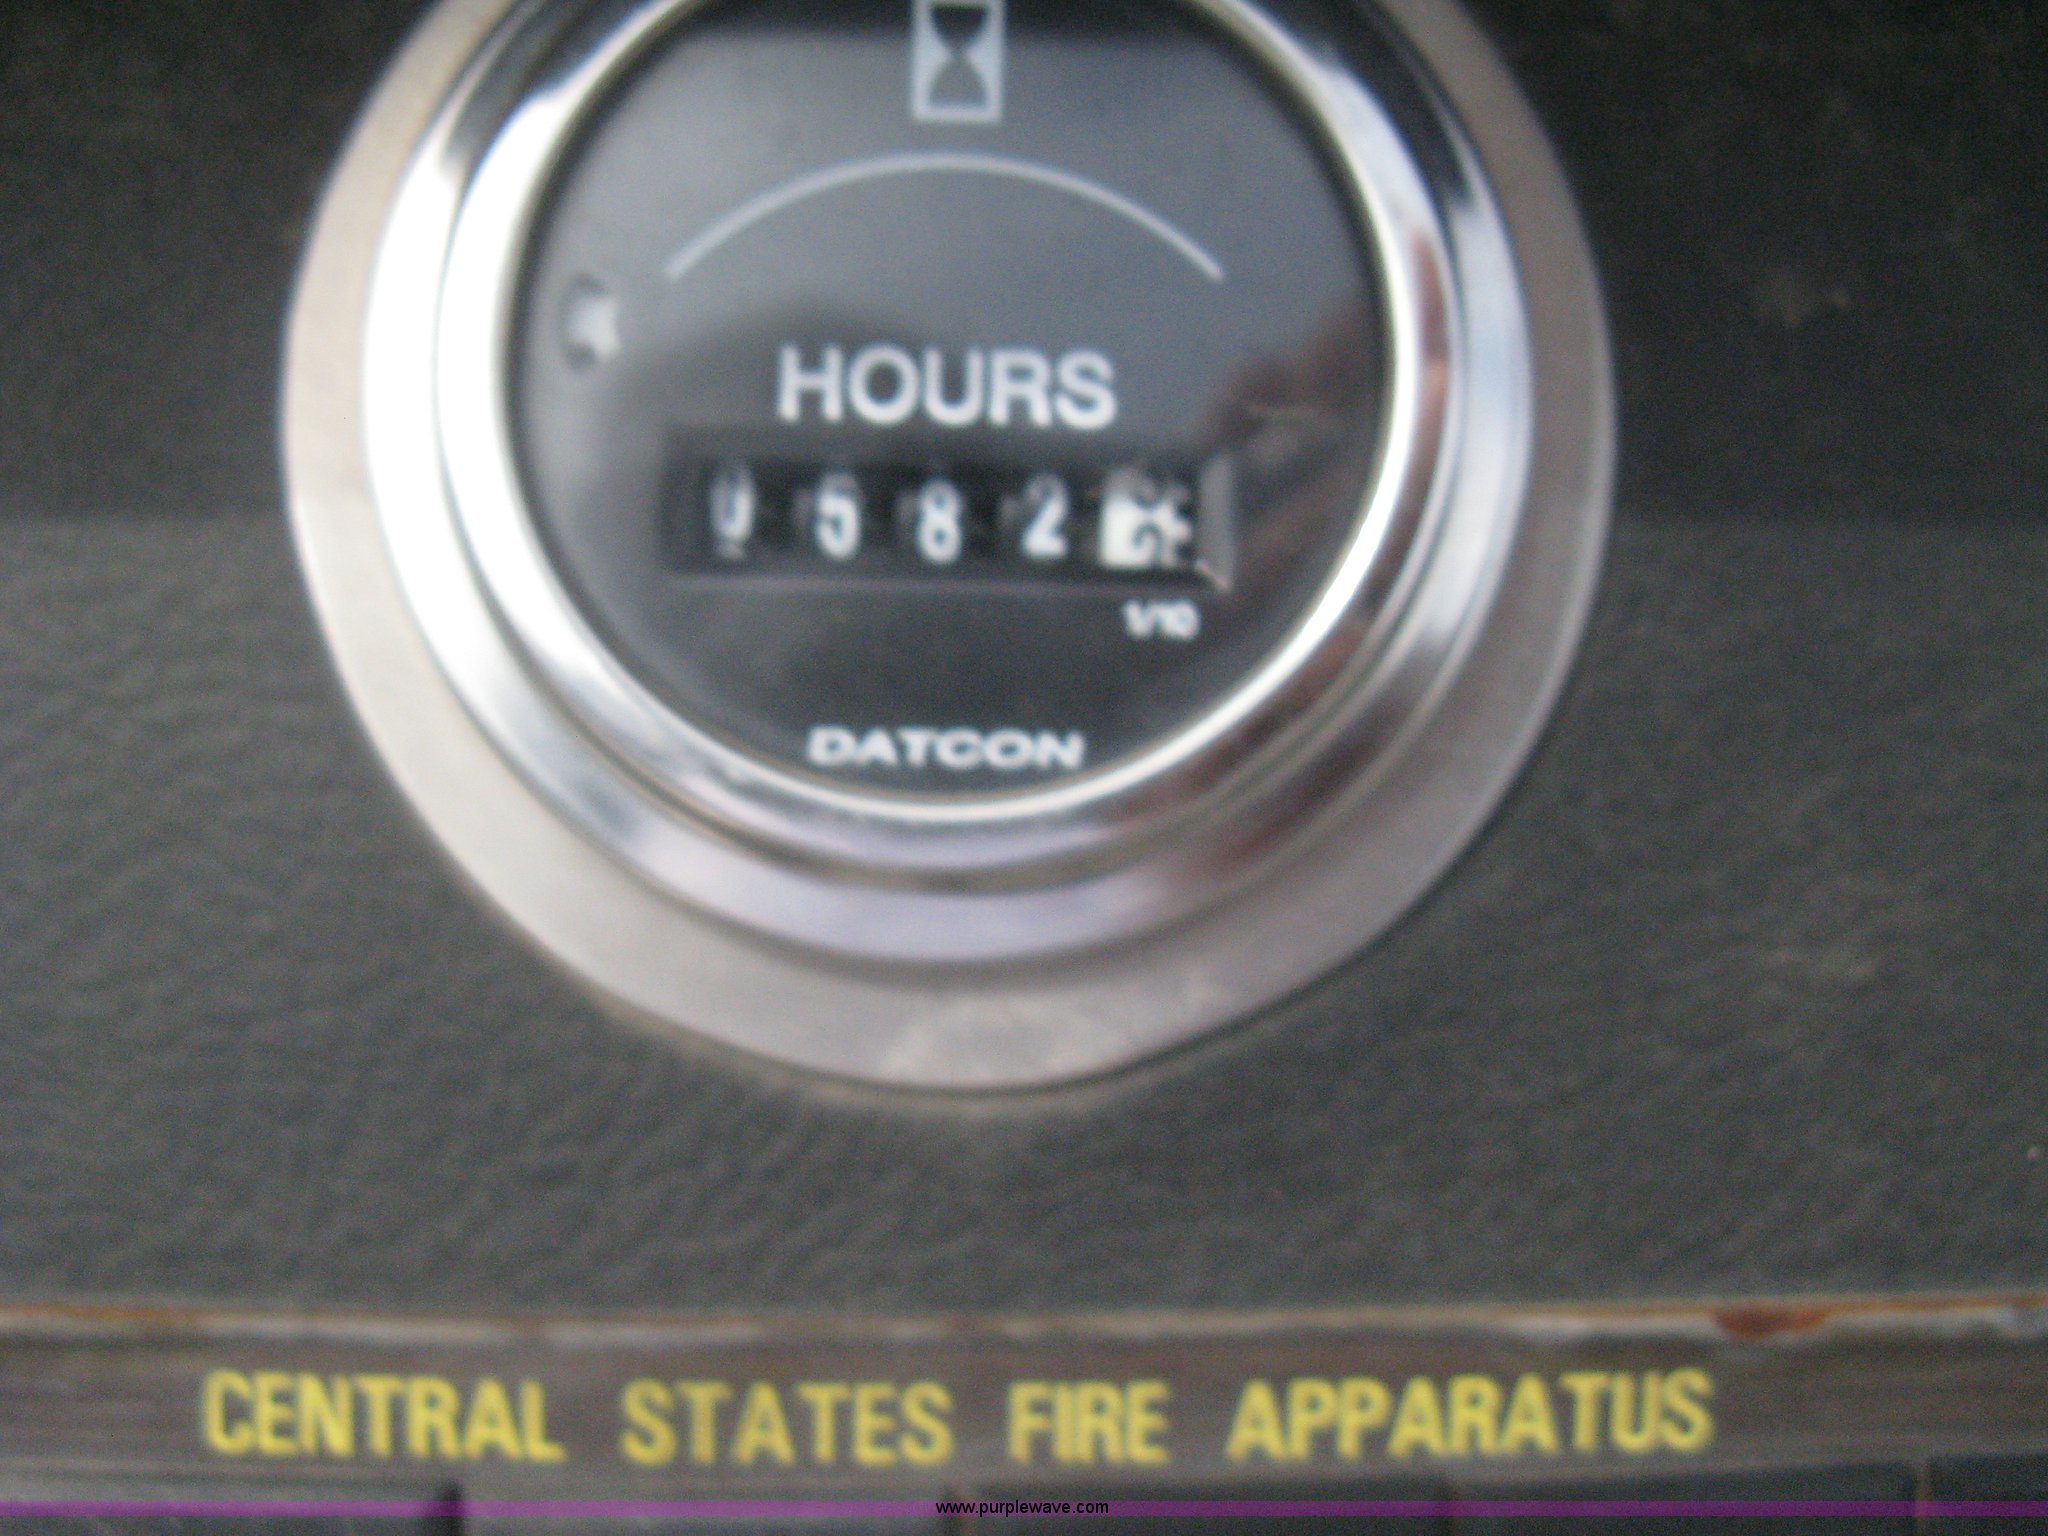 HOURS
0582
1/10
DATCON
CENTRAL STATES FIRE APPARATUS
www.purplewave.com